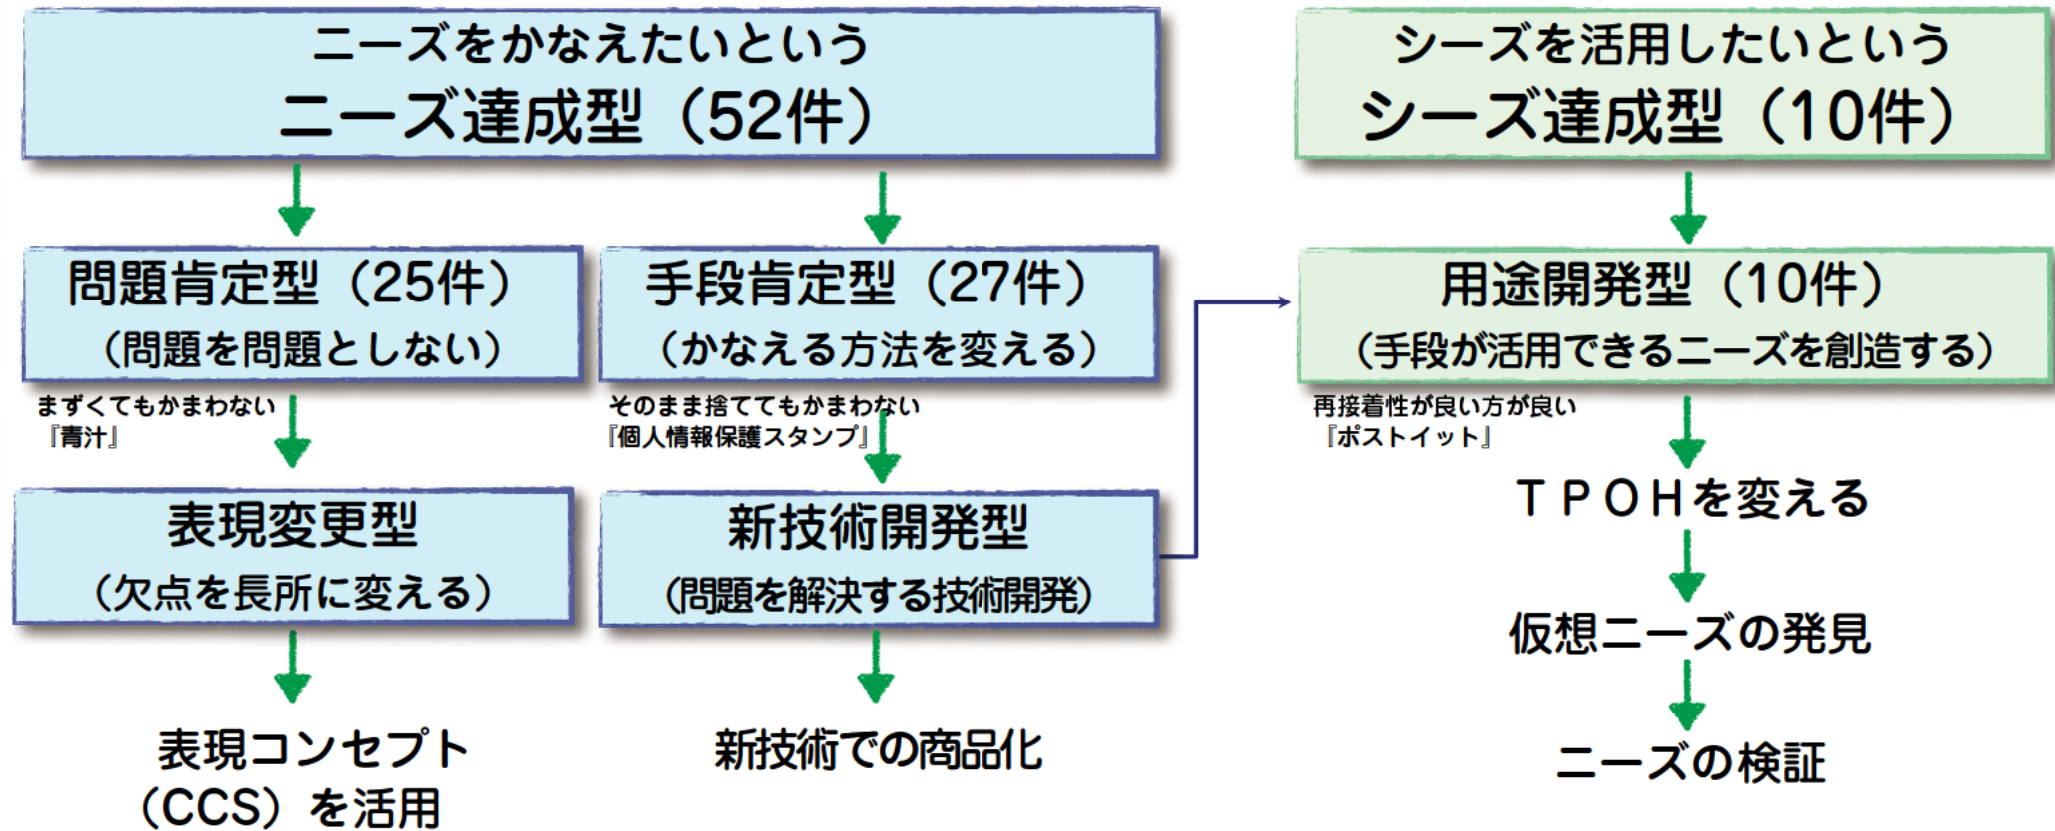 ニーズをかなえたいという
ニーズ達成型（52件）
問題肯定型（25件）
（問題を問題としない）
まずくてもかまわない
『青汁』
表現変更型
（欠点を長所に変える）
表現コンセプト
（CCS）を活用
手段肯定型（27件）
（かなえる方法を変える）
そのまま捨ててもかまわない
『個人情報保護スタンプ』
新技術開発型
（問題を解決する技術開発）
新技術での商品化
シーズを活用したいという
シーズ達成型（10件）
用途開発型（10件）
（手段が活用できるニーズを創造する）
再接着性が良い方が良い
『ポストイット』
ＴＰＯＨを変える
仮想ニーズの発見
ニーズの検証